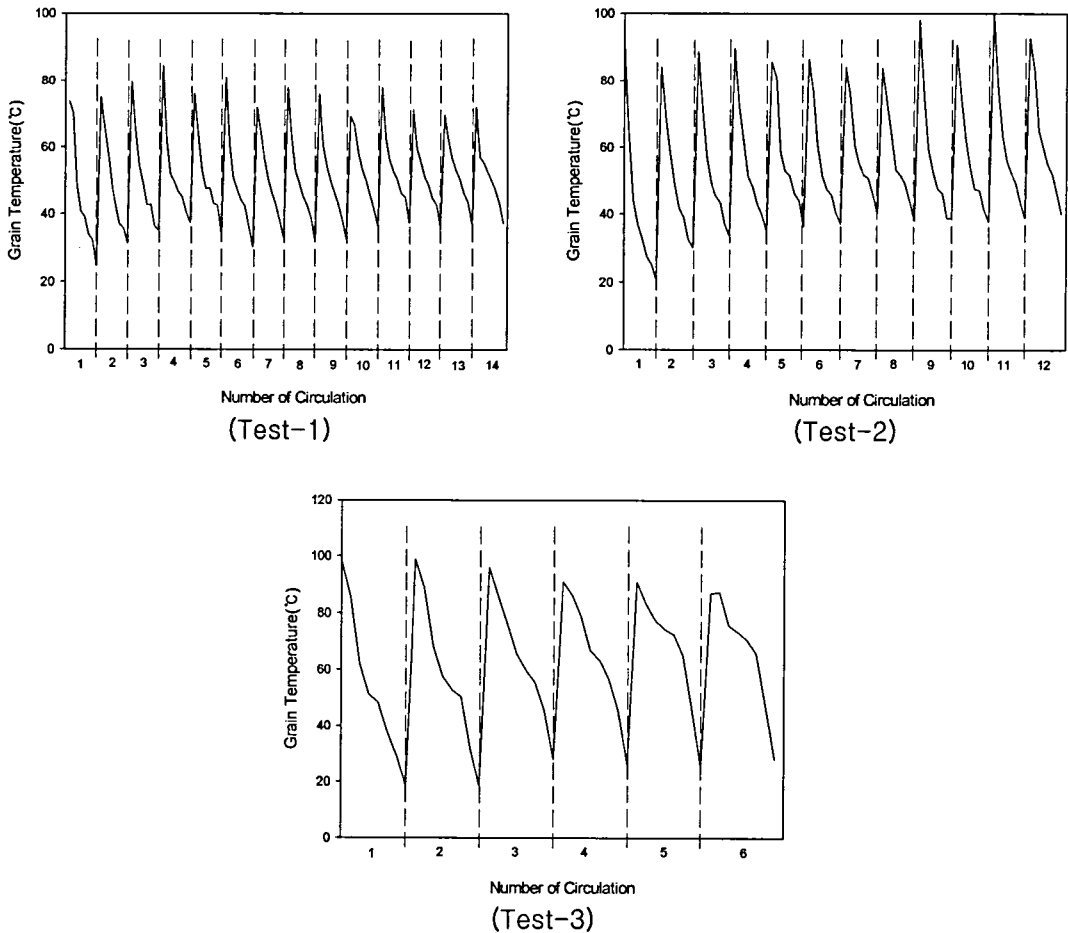 100
80
60
40
20
0
Grain Temperature(℃)
1 2 3 4 5 6 7 8 9 10 11 12 13 14
Number of Circulation
(Test-1)
100
80
60
40
20
0
Grain Temperature(℃)
1 2 3 4 5 6 7 8 9 10 11 12
Number of Circulation
(Test-2)
120
100
80
60
40
20
0
Grain Temperature(℃)
1 2 3 4 5 6
Number of Circulation
(Test-3)